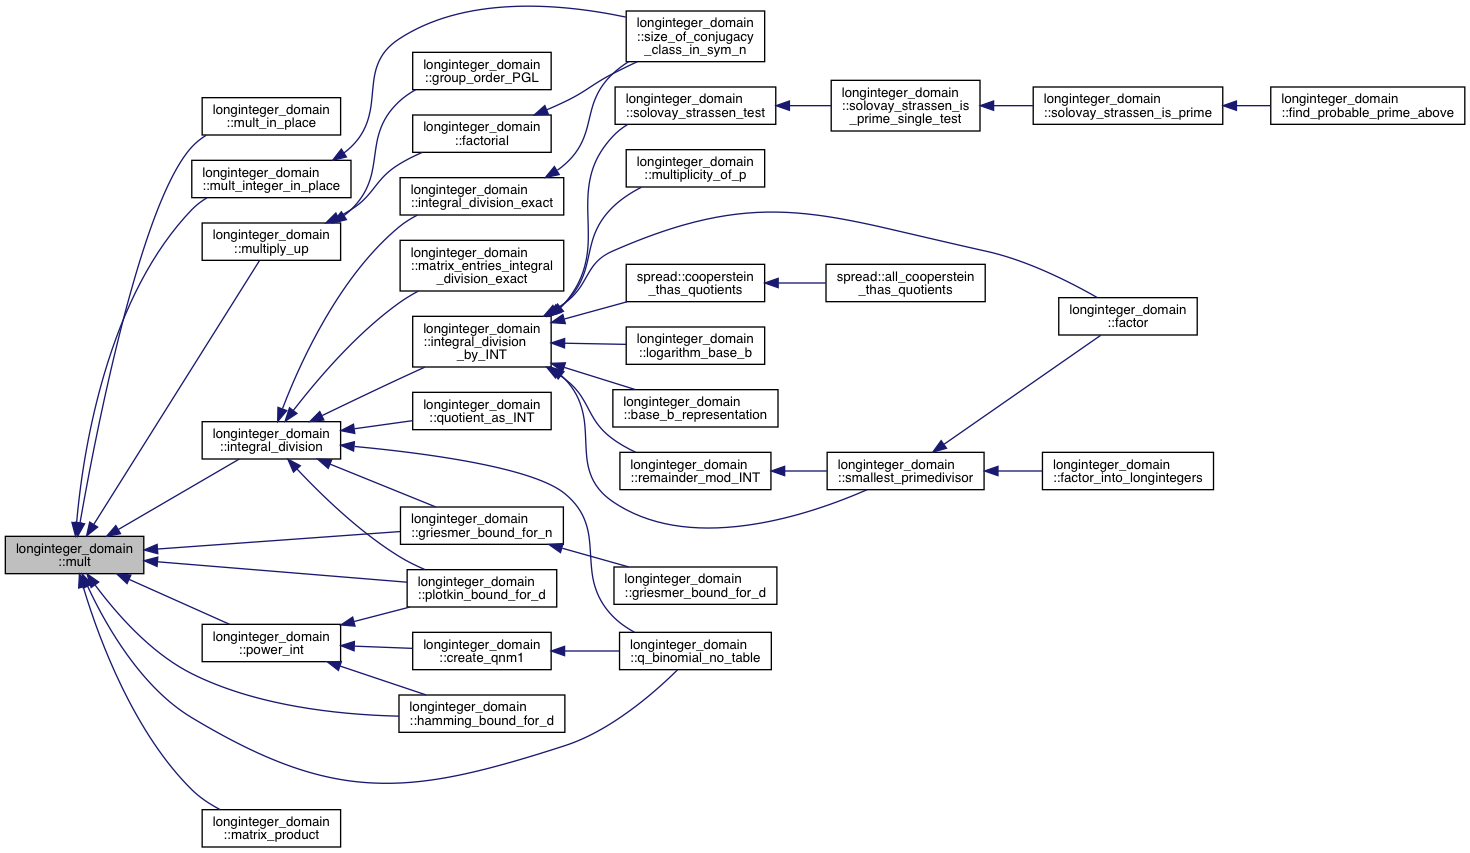 longinteger_domain
::mult
longinteger_domain
::mult_in_place
longinteger_domain
::mult_integer_in_place
longinteger_domain
::multiply_up
longinteger_domain
::integral_division
longinteger_domain
::power_int
longinteger_domain
::matrix_product
longinteger_domain
::group_order_PGL
longinteger_domain
::factorial
longinteger_domain
::integral_division_exact
longinteger_domain
::matrix_entries_integral
_division_exact
longinteger_domain
::integral_division
_by_INT
longinteger_domain
::quotient_as_INT
longinteger_domain
::griesmer_bound_for_n
longinteger_domain
::plotkin_bound_for_d
longinteger_domain
::create_qnm1
longinteger_domain
::hamming_bound_for_d
longinteger_domain
::size_of_conjugacy
_class_in_sym_n
longinteger_domain
::solovay_strassen_test
longinteger_domain
::multiplicity_of_p
spread::cooperstein
_thas_quotients
longinteger_domain
::logarithm_base_b
longinteger_domain
::base_b_representation
longinteger_domain
::remainder_mod_INT
longinteger_domain
::griesmer_bound_for_d
longinteger_domain
::q_binomial_no_table
longinteger_domain
::solovay_strassen_is
_prime_single_test
spread::all_cooperstein
_thas_quotients
longinteger_domain
::smallest_primedivisor
longinteger_domain
::solovay_strassen_is_prime
longinteger_domain
::factor
longinteger_domain
::factor_into_longintegers
longinteger_domain
::find_probable_prime_above